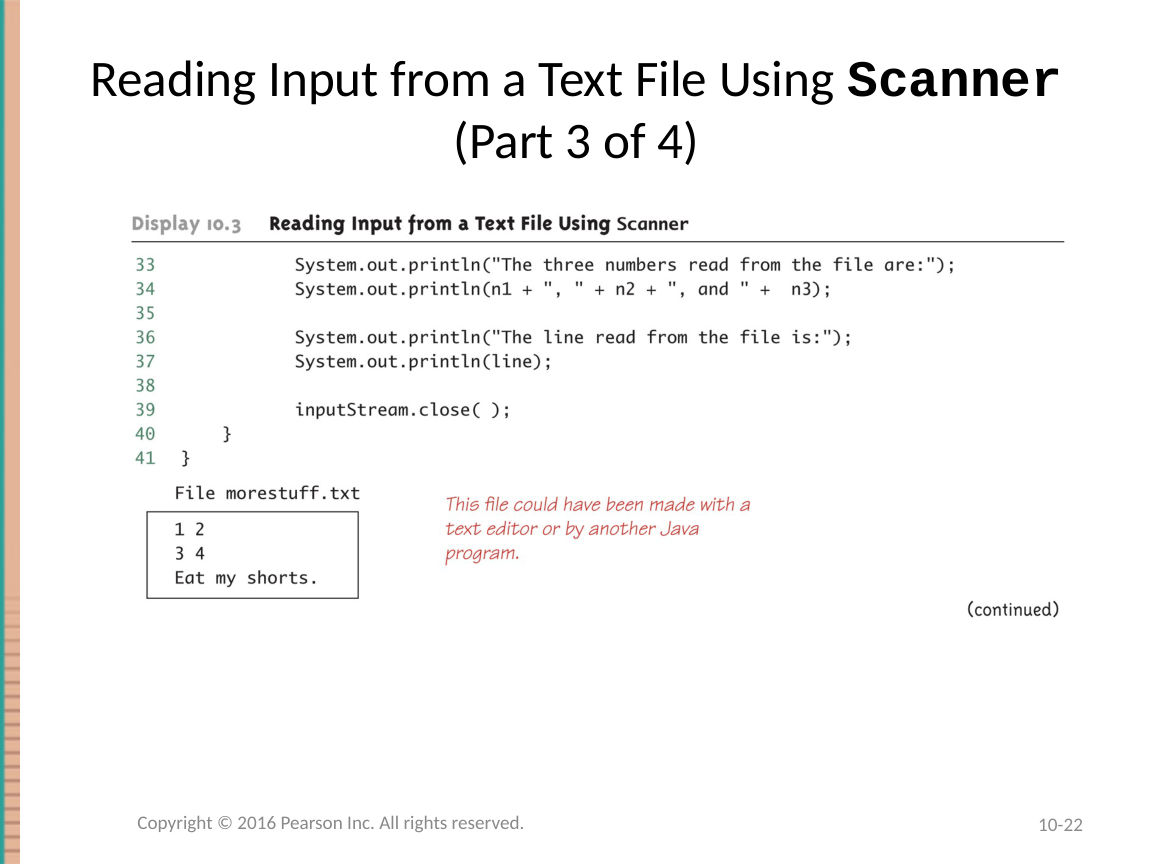 Reading Input from a Text File Using Scanner
(Part 3 of 4)
Display 10.3 Reading Input from a Text File Using Scanner
33 System.out.println("The three numbers read from the file are:");
34 System.out.println(n1 + ", " + n2 + ", and " +  n3);
35
36 System.out.println("The line read from the file is:");
37 System.out.println(line);
38
39 inputStream.close( );
40 }
41 }
File morestuff.txt
1 2
3 4
Eat my shorts.
This file could have been made with a
text editor or by another Java
program.
(continued)
Copyright © 2016 Pearson Inc. All rights reserved.
10-22